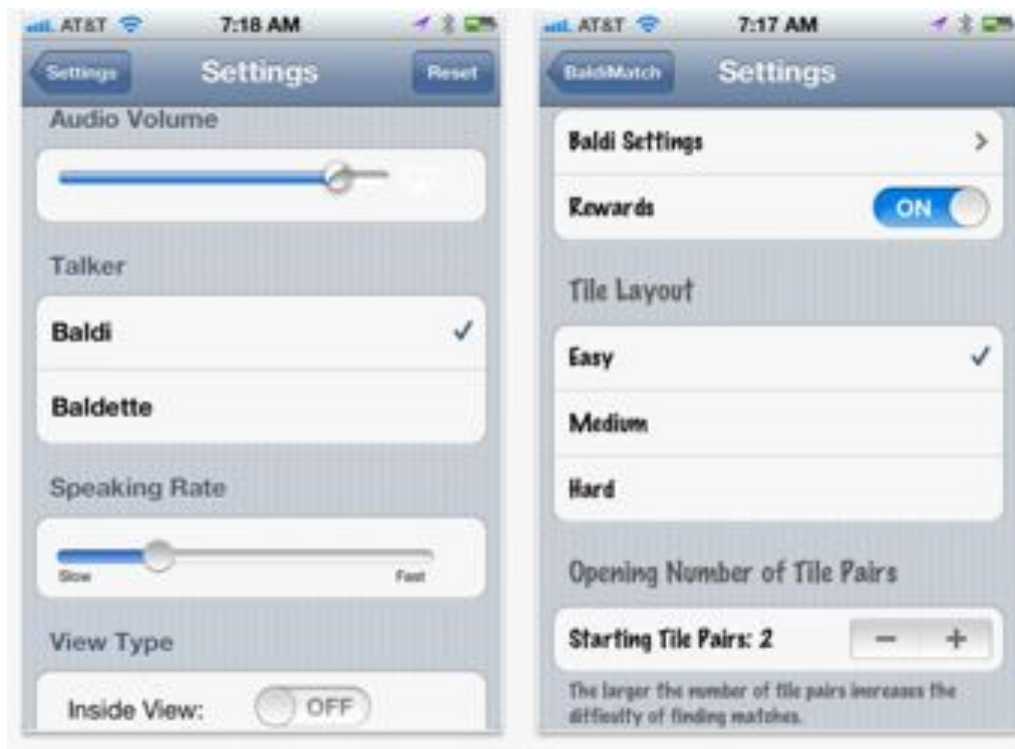 AT&T 7:18 AM
Settings Settings Reset
Audio Volume
Talker
Baldi
Baldette
Speaking Rate
Slow Fast
View Type
Inside View: OFF
AT&T 7:17 AM
BaldiMatch Settings
Baldi Settings
Rewards ON
Tile Layout
Easy
Medium
Hard
Opening Number of Tile Pairs
Starting Tile Pairs: 2 − +
The larger the number of tile pairs increases the
difficulty of finding matches.